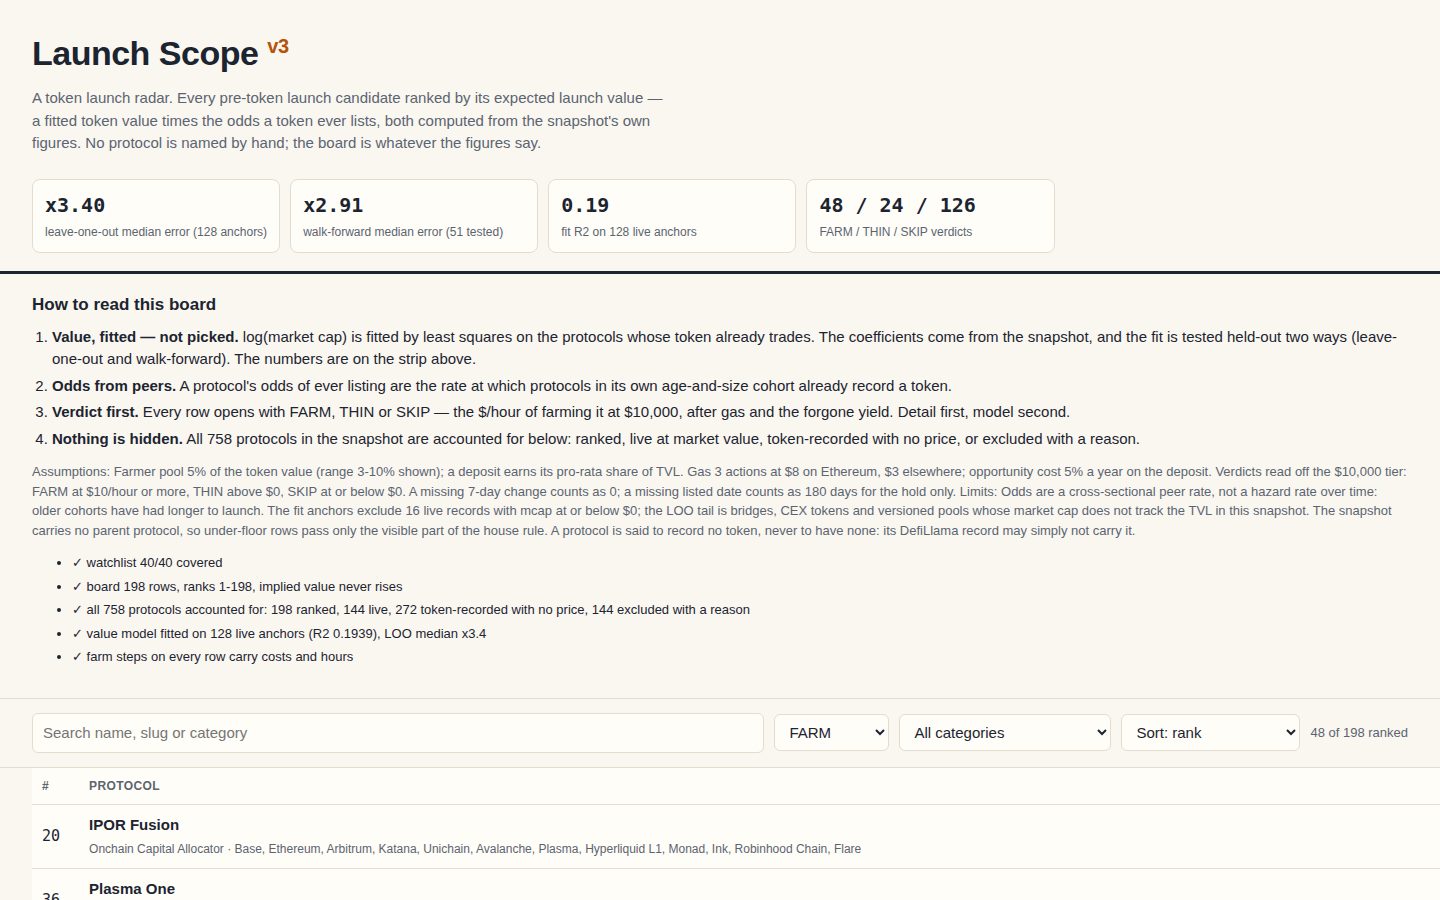 Launch Scope v3
A token launch radar. Every pre-token launch candidate ranked by its expected launch value —
a fitted token value times the odds a token ever lists, both computed from the snapshot's own
figures. No protocol is named by hand; the board is whatever the figures say.
x3.40
leave-one-out median error (128 anchors)
x2.91
walk-forward median error (51 tested)
0.19
fit R2 on 128 live anchors
48 / 24 / 126
FARM / THIN / SKIP verdicts
How to read this board
1. Value, fitted — not picked. log(market cap) is fitted by least squares on the protocols whose token already trades. The coefficients come from the snapshot, and the fit is tested held-out two ways (leave-
one-out and walk-forward). The numbers are on the strip above.
2. Odds from peers. A protocol's odds of ever listing are the rate at which protocols in its own age-and-size cohort already record a token.
3. Verdict first. Every row opens with FARM, THIN or SKIP — the $/hour of farming it at $10,000, after gas and the forgone yield. Detail first, model second.
4. Nothing is hidden. All 758 protocols in the snapshot are accounted for below: ranked, live at market value, token-recorded with no price, or excluded with a reason.
Assumptions: Farmer pool 5% of the token value (range 3-10% shown); a deposit earns its pro-rata share of TVL. Gas 3 actions at $8 on Ethereum, $3 elsewhere; opportunity cost 5% a year on the deposit. Verdicts read off the $10,000 tier:
FARM at $10/hour or more, THIN above $0, SKIP at or below $0. A missing 7-day change counts as 0; a missing listed date counts as 180 days for the hold only. Limits: Odds are a cross-sectional peer rate, not a hazard rate over time:
older cohorts have had longer to launch. The fit anchors exclude 16 live records with mcap at or below $0; the LOO tail is bridges, CEX tokens and versioned pools whose market cap does not track the TVL in this snapshot. The snapshot
carries no parent protocol, so under-floor rows pass only the visible part of the house rule. A protocol is said to record no token, never to have none: its DefiLlama record may simply not carry it.
• ✓ watchlist 40/40 covered
• ✓ board 198 rows, ranks 1-198, implied value never rises
• ✓ all 758 protocols accounted for: 198 ranked, 144 live, 272 token-recorded with no price, 144 excluded with a reason
• ✓ value model fitted on 128 live anchors (R2 0.1939), LOO median x3.4
• ✓ farm steps on every row carry costs and hours
Search name, slug or category
FARM
All categories
Sort: rank
48 of 198 ranked
# PROTOCOL
20 IPOR Fusion
Onchain Capital Allocator · Base, Ethereum, Arbitrum, Katana, Unichain, Avalanche, Plasma, Hyperliquid L1, Monad, Ink, Robinhood Chain, Flare
36 Plasma One